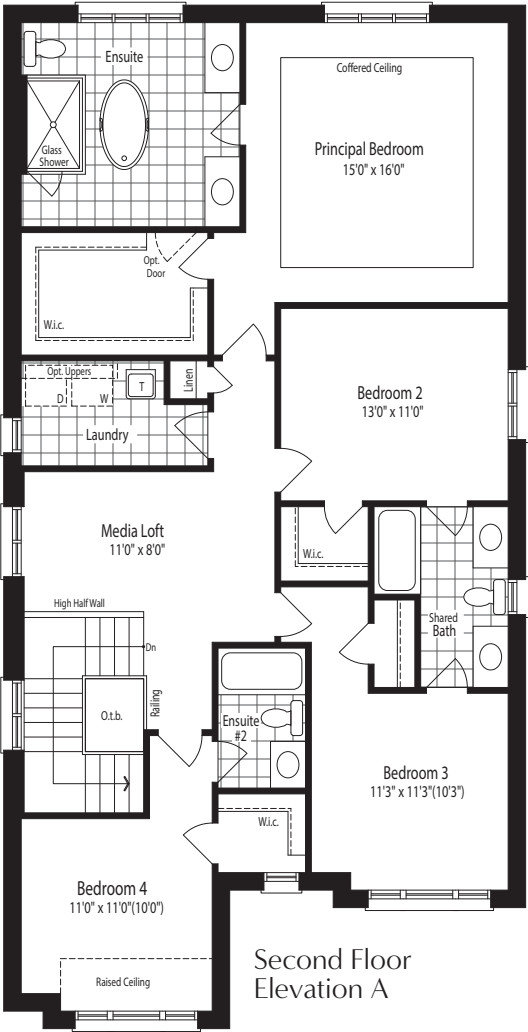 Ensuite
Coffered Ceiling
Glass
Shower
Principal Bedroom
15'0" x 16'0"
Opt.
Door
W.i.c.
Opt. Uppers
D
W
T
Linen
Laundry
Bedroom 2
13'0" x 11'0"
Media Loft
11'0" x 8'0"
W.i.c.
High Half Wall
Shared
Bath
Dn
O.t.b.
Railing
Ensuite
#2
Bedroom 3
11'3" x 11'3"(10'3")
W.i.c.
Bedroom 4
11'0" x 11'0"(10'0")
Raised Ceiling
Second Floor
Elevation A